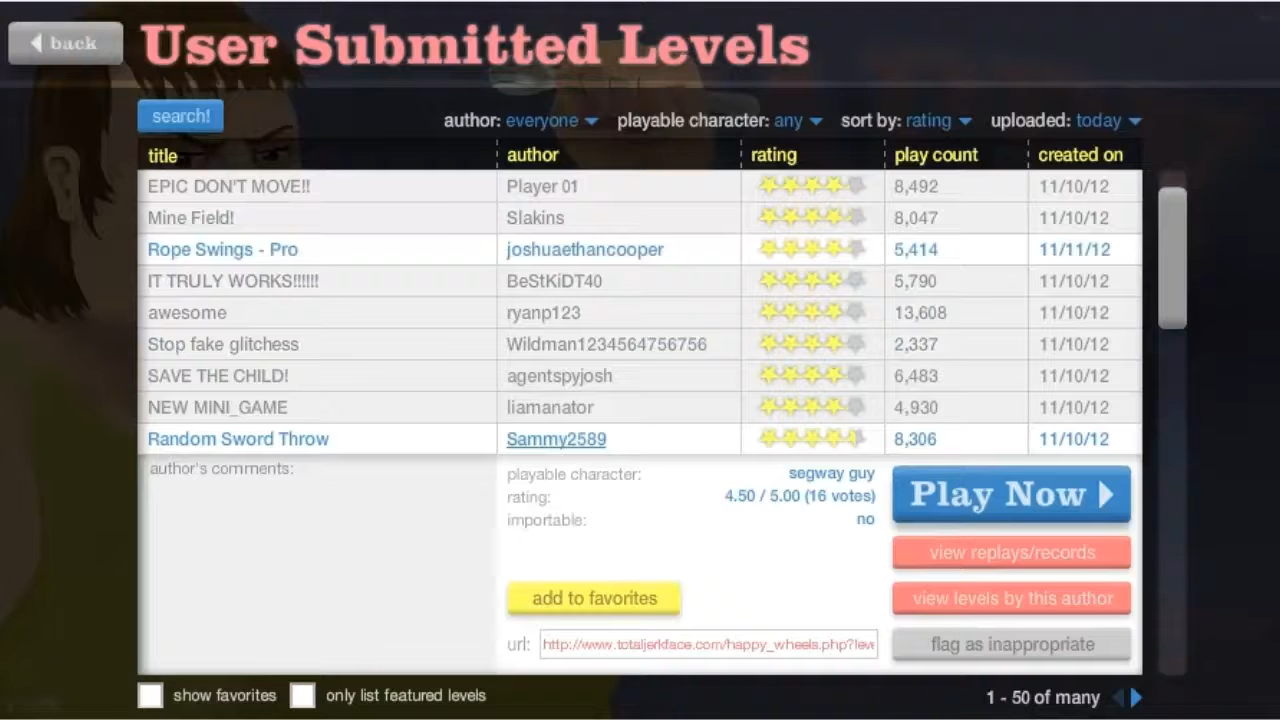 back
User Submitted Levels
search!
author: everyone playable character: any sort by: rating uploaded: today
title author rating play count created on
EPIC DON'T MOVE!! Player 01 8,492 11/10/12
Mine Field! Slakins 8,047 11/10/12
Rope Swings - Pro joshuaethancooper 5,414 11/11/12
IT TRULY WORKS!!!!!! BeStKiDT40 5,790 11/10/12
awesome ryanp123 13,608 11/10/12
Stop fake glitchess Wildman1234564756756 2,337 11/10/12
SAVE THE CHILD! agentspyjosh 6,483 11/10/12
NEW MINI_GAME liamanator 4,930 11/10/12
Random Sword Throw Sammy2589 8,306 11/10/12
author's comments:
playable character: segway guy
rating: 4.50 / 5.00 (16 votes)
importable: no
Play Now
view replays/records
view levels by this author
flag as inappropriate
add to favorites
url: http://www.totaljerkface.com/happy_wheels.php?leve
show favorites only list featured levels 1 - 50 of many